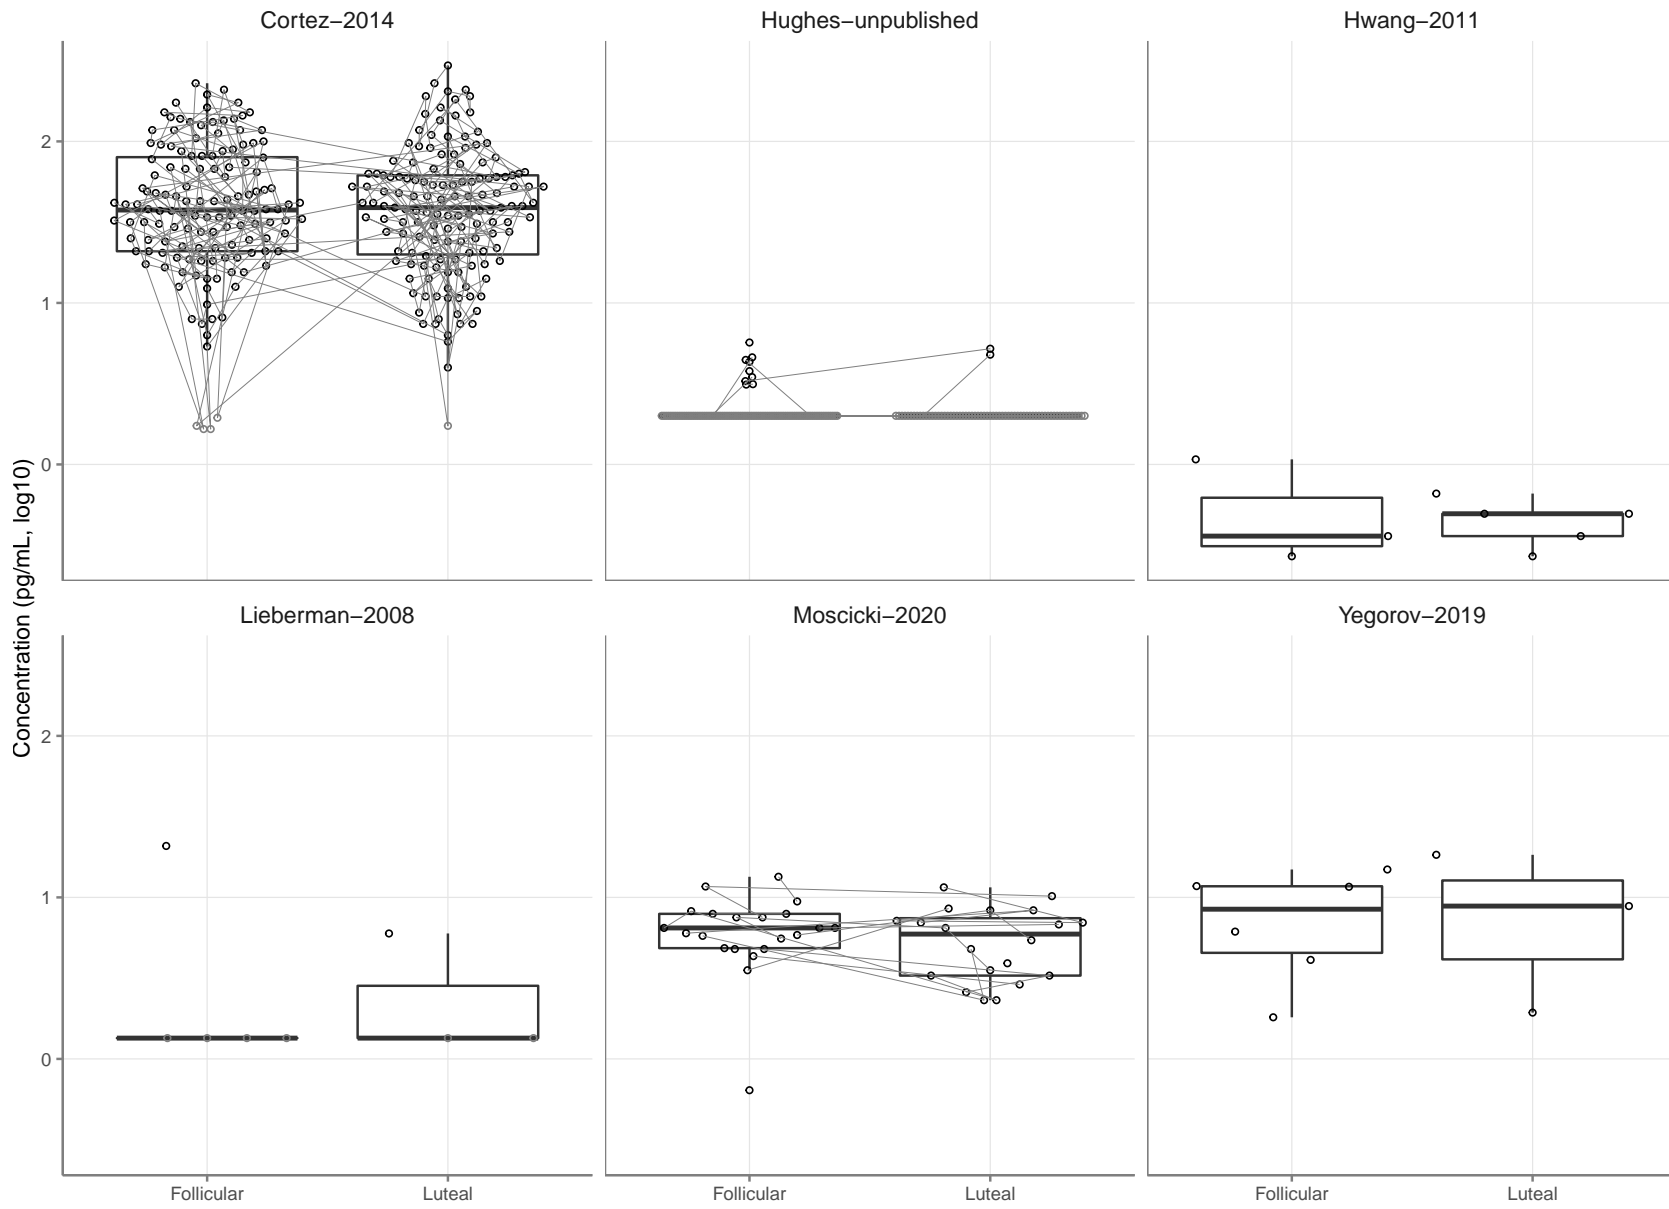 Cortez−2014
Hughes−unpublished
Hwang−2011
2
1
0
Lieberman−2008
Moscicki−2020
Yegorov−2019
2
1
0
Follicular
Luteal
Follicular
Luteal
Follicular
Luteal
Concentration (pg/mL, log10)